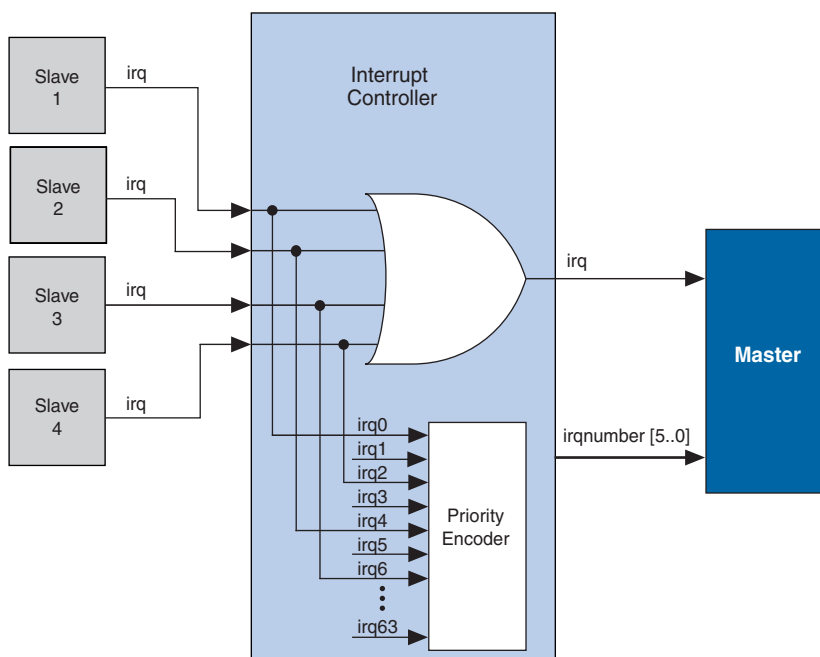 Slave
1
irq
Slave
2
irq
Slave
3
irq
Slave
4
irq
Interrupt
Controller
irq
Master
irqnumber [5..0]
irq0
irq1
irq2
irq3
irq4
irq5
irq6
irq63
Priority
Encoder